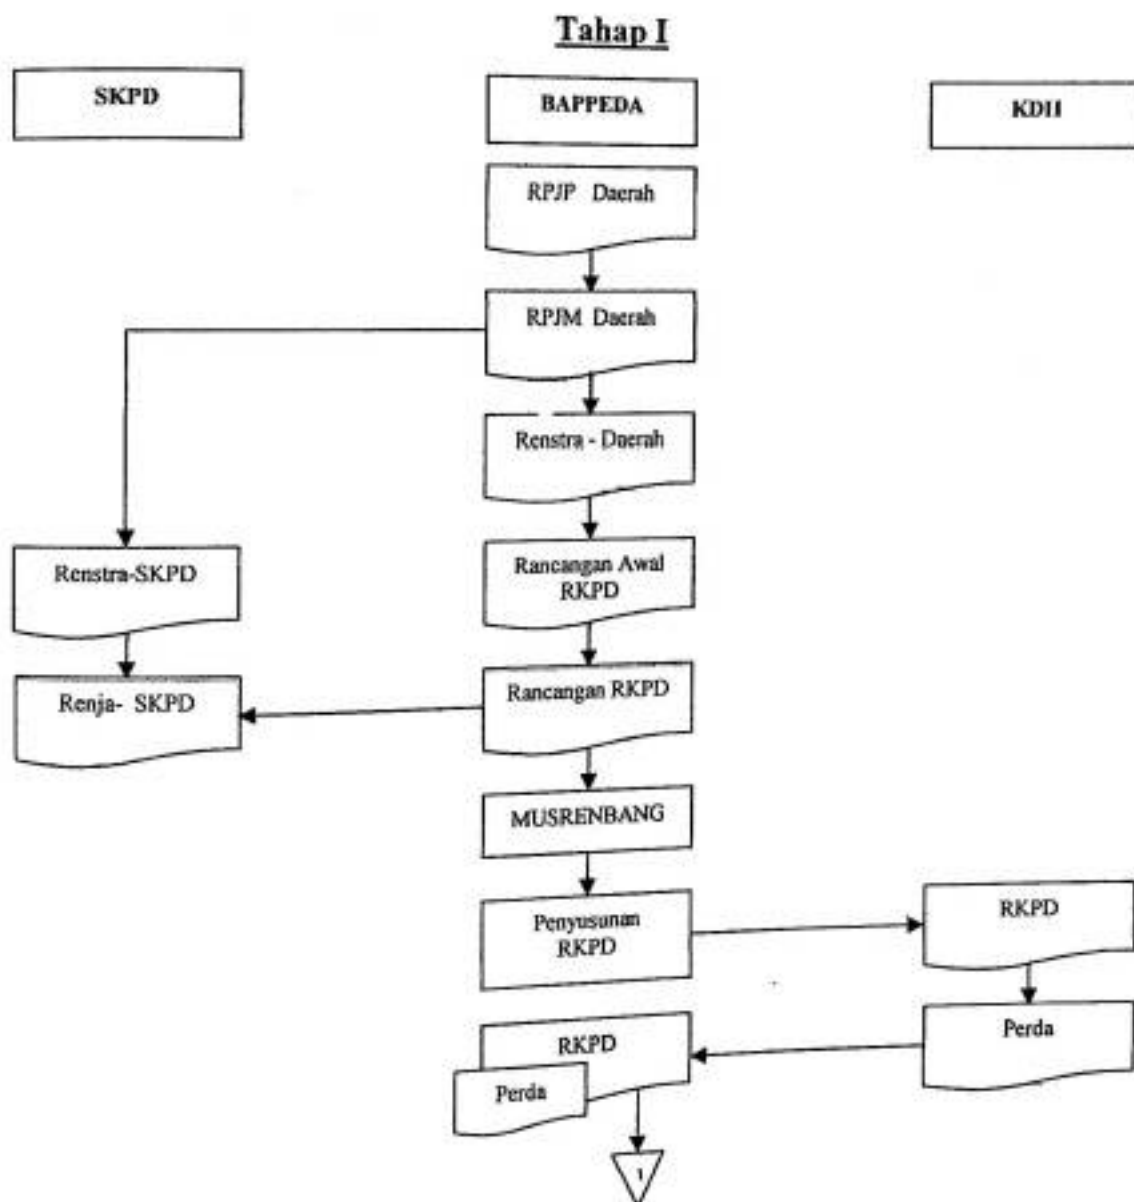 Tahap I
SKPD
BAPPEDA
KDH
RPJP Daerah
RPJM Daerah
Renstra - Daerah
Renstra-SKPD
Rancangan Awal
RKPD
Renja- SKPD
Rancangan RKPD
MUSRENBANG
Penyusunan
RKPD
RKPD
Perda
RKPD
Perda
1